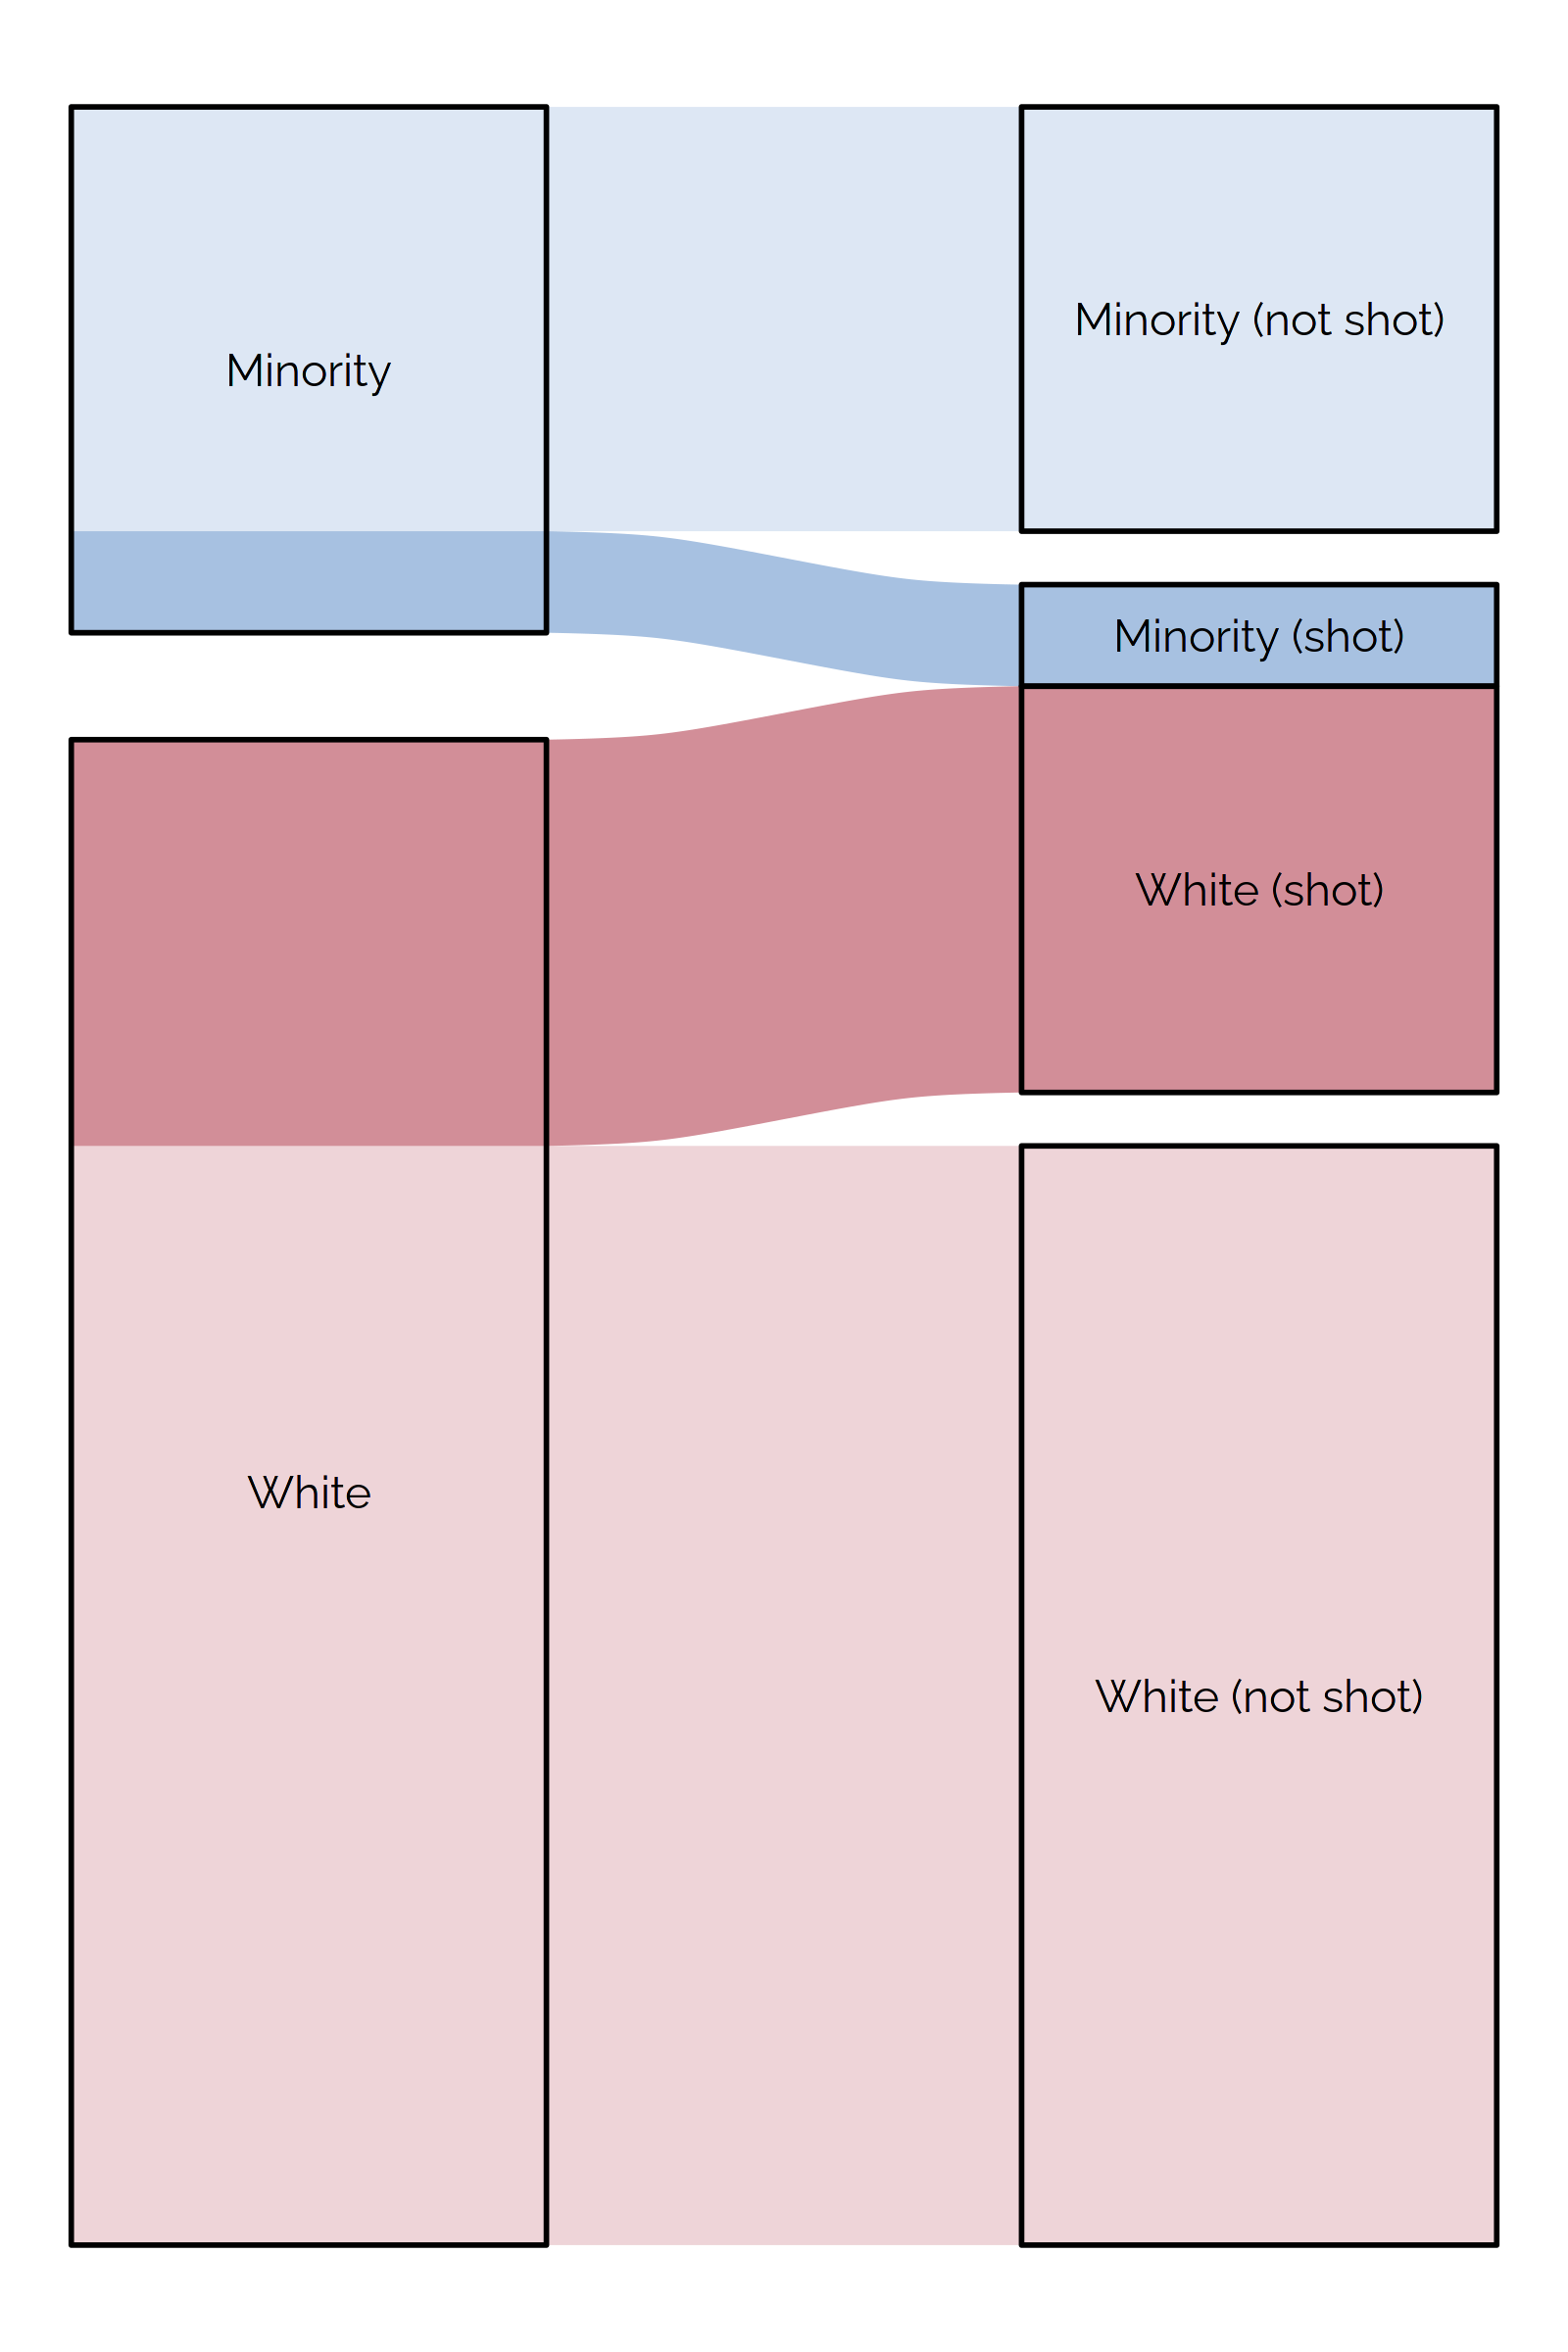 Minority
Minority (not shot)
Minority (shot)
White (shot)
White
White (not shot)